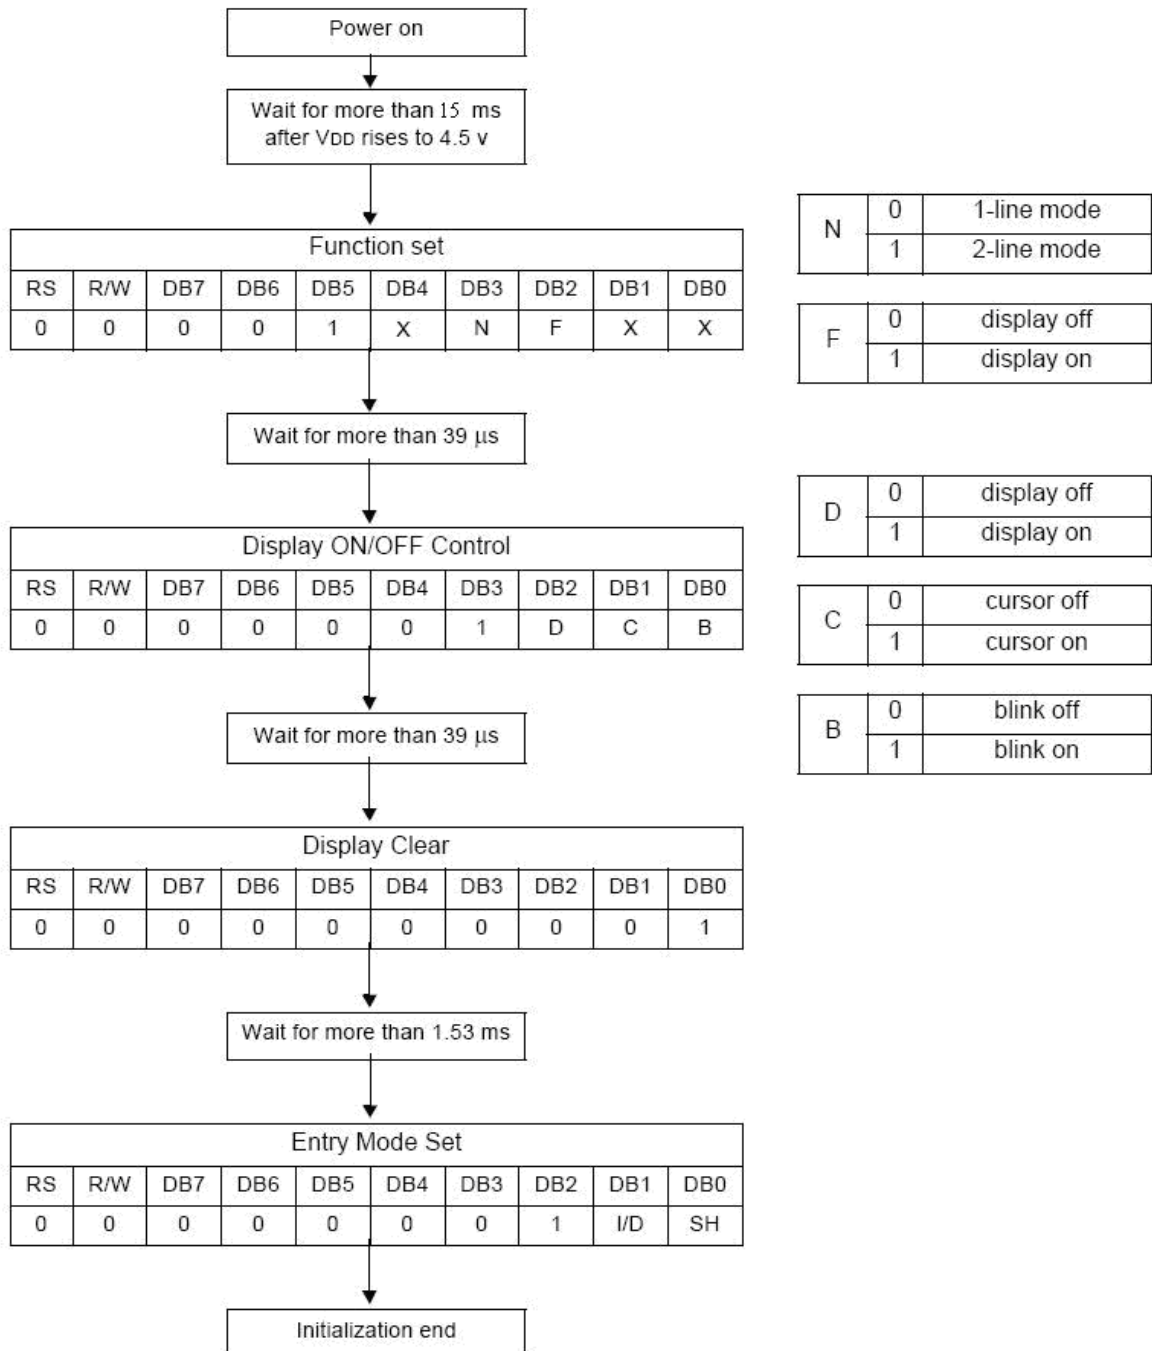 Power on
Wait for more than 15 ms
after VDD rises to 4.5 v
Function set
RS R/W DB7 DB6 DB5 DB4 DB3 DB2 DB1 DB0
0 0 0 0 1 X N F X X
N 0 1-line mode
1 2-line mode
F 0 display off
1 display on
Wait for more than 39 μs
Display ON/OFF Control
RS R/W DB7 DB6 DB5 DB4 DB3 DB2 DB1 DB0
0 0 0 0 0 0 1 D C B
D 0 display off
1 display on
C 0 cursor off
1 cursor on
B 0 blink off
1 blink on
Wait for more than 39 μs
Display Clear
RS R/W DB7 DB6 DB5 DB4 DB3 DB2 DB1 DB0
0 0 0 0 0 0 0 0 0 1
Wait for more than 1.53 ms
Entry Mode Set
RS R/W DB7 DB6 DB5 DB4 DB3 DB2 DB1 DB0
0 0 0 0 0 0 0 1 I/D SH
Initialization end